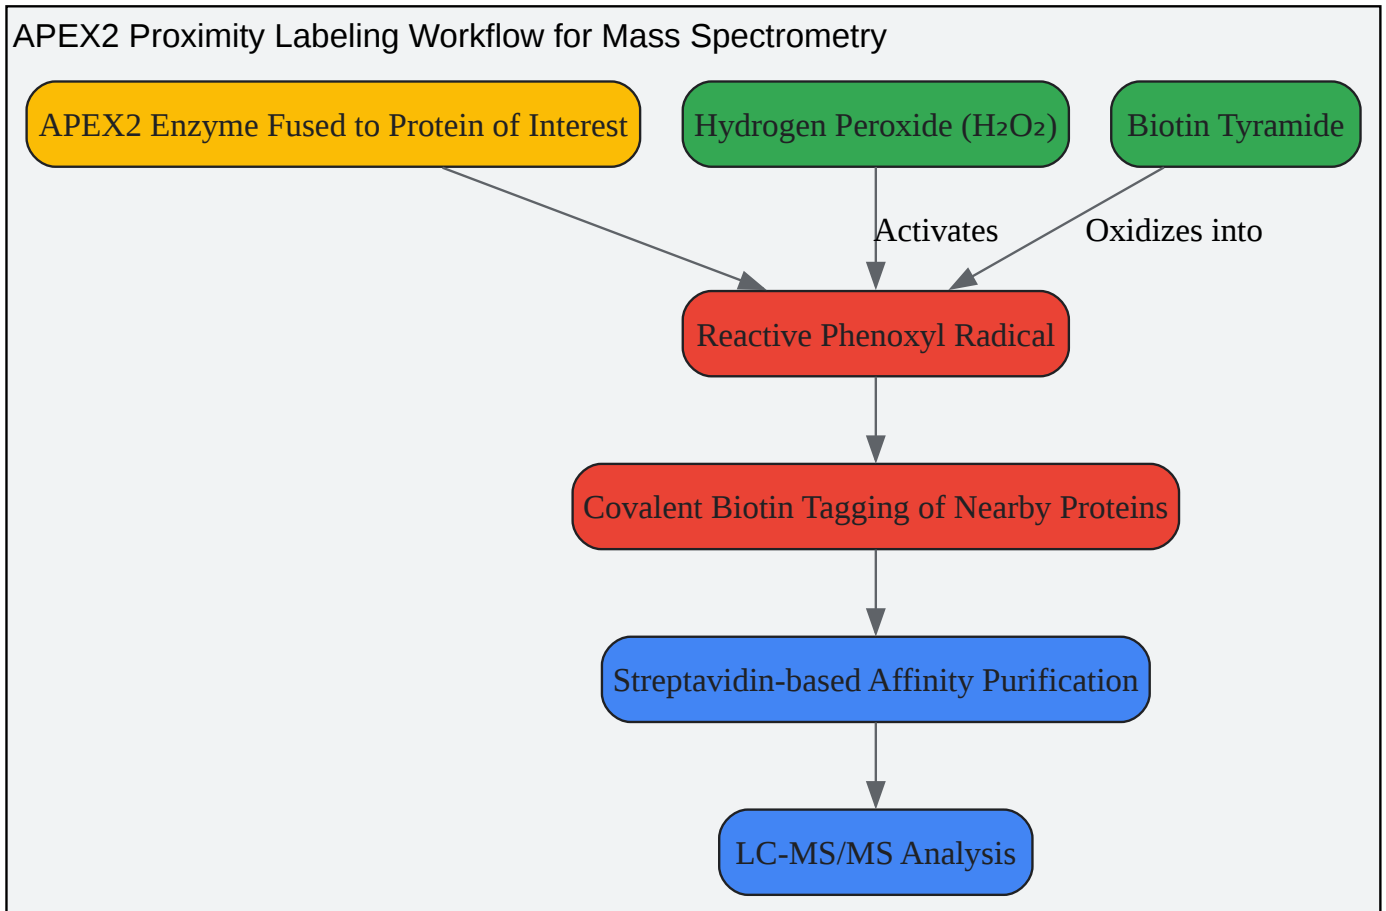 APEX2 Proximity Labeling Workflow for Mass Spectrometry
APEX2 Enzyme Fused to Protein of Interest
Hydrogen Peroxide (H₂O₂)
Biotin Tyramide
Activates
Oxidizes into
Reactive Phenoxyl Radical
Covalent Biotin Tagging of Nearby Proteins
Streptavidin-based Affinity Purification
LC-MS/MS Analysis